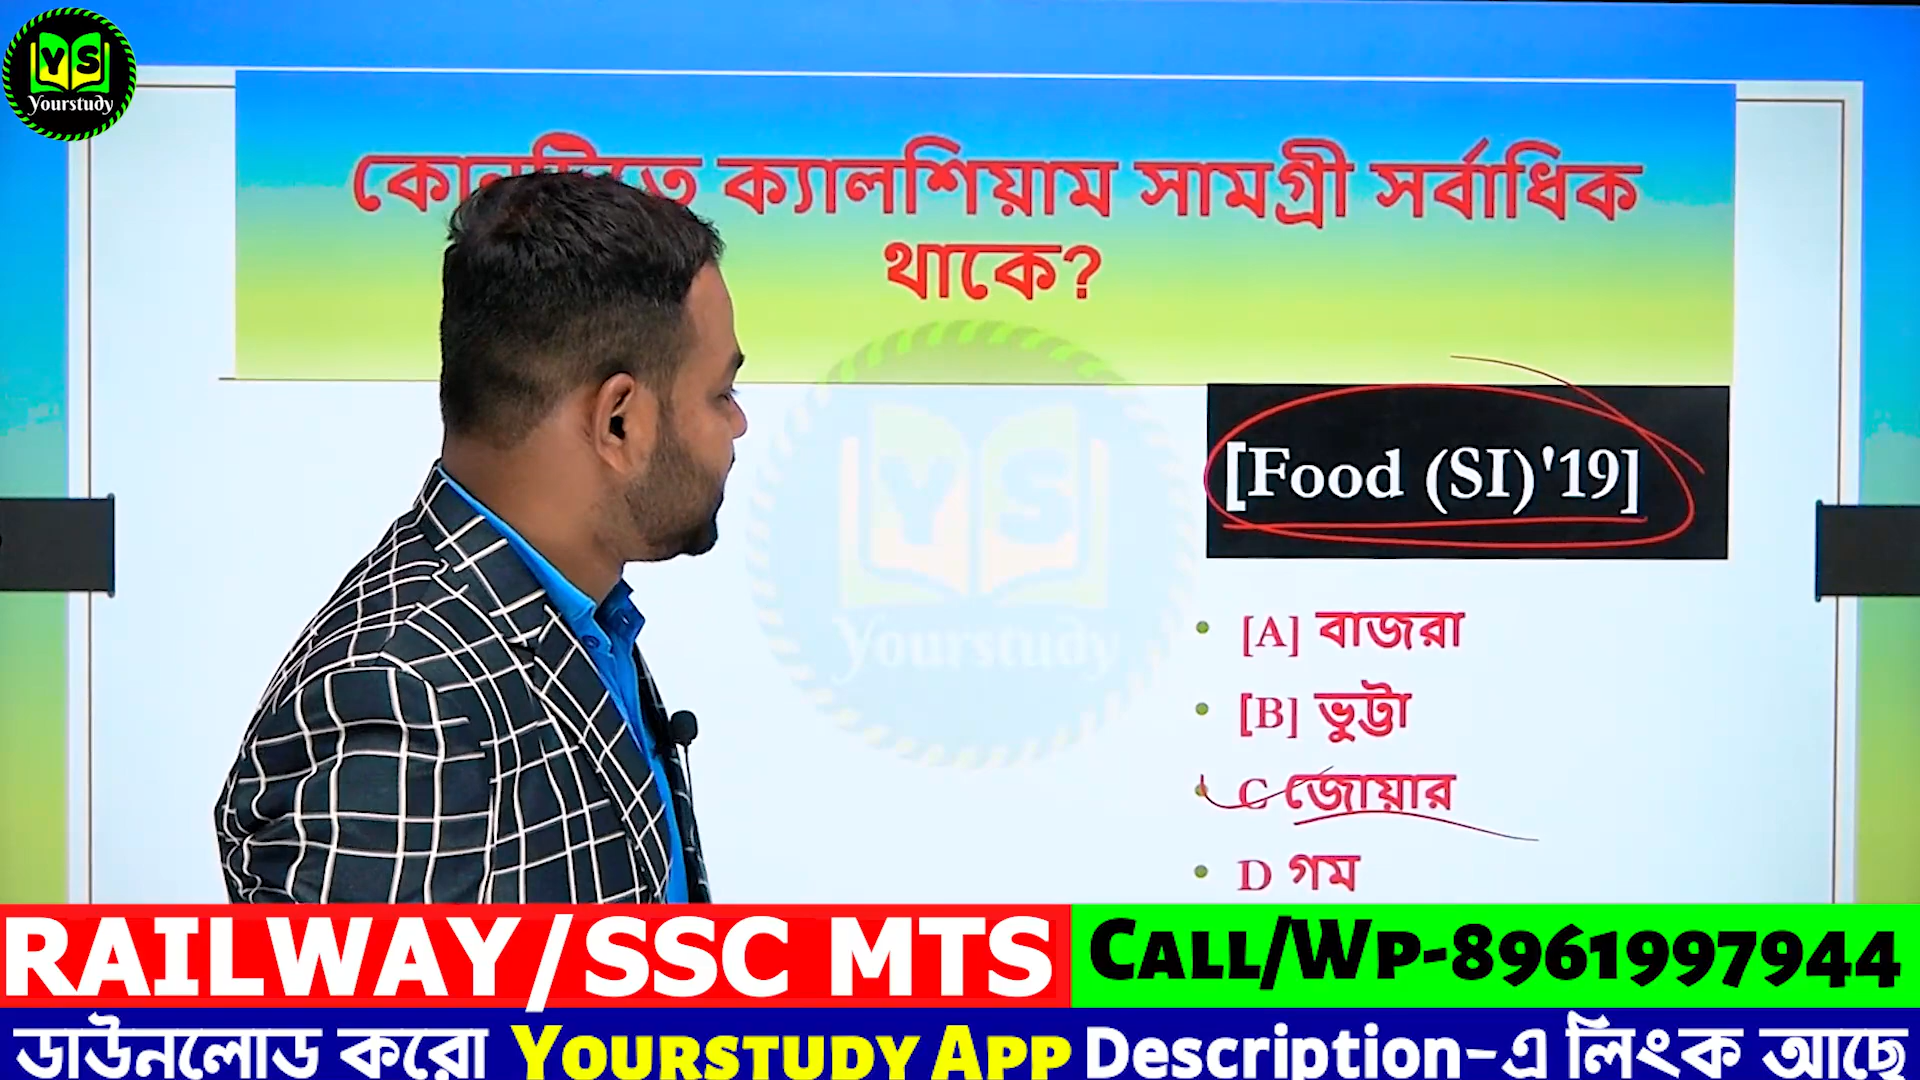 YS
Yourstudy
ক্যালশিয়াম সামগ্রী সর্বাধিক
থাকে?
YS
Yourstudy
[Food (SI)'19]
[A] বাজরা
[B] ভুট্টা
C জোয়ার
D গম
RAILWAY/SSC MTS
CALL/WP-8961997944
ডাউনলোড করো YOURSTUDY APP Description-এ লিংক আছে